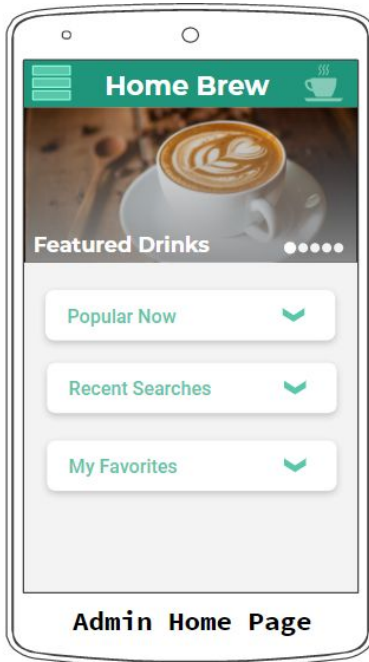 Home Brew
Featured Drinks
Popular Now
Recent Searches
My Favorites
Admin Home Page